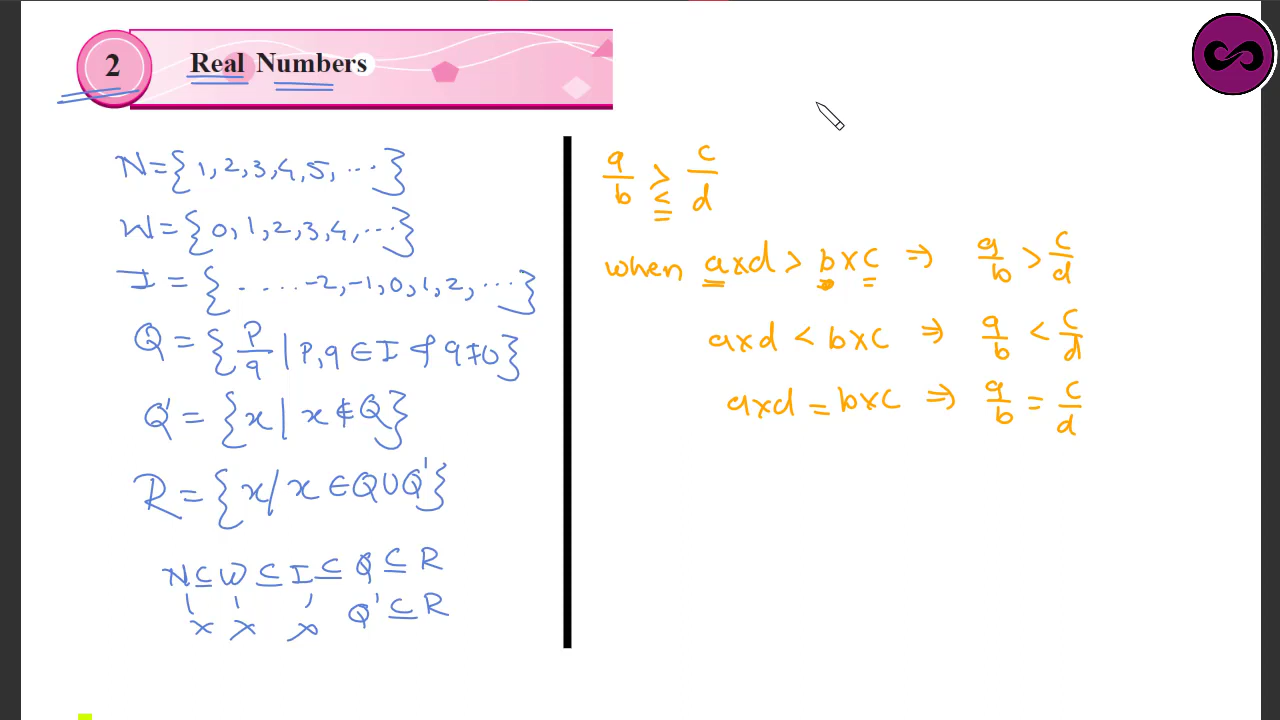 2 Real Numbers
N = {1, 2, 3, 4, 5, ...}
W = {0, 1, 2, 3, 4, ...}
I = {.....-2, -1, 0, 1, 2, ...}
Q = {p/q | p, q ∈ I & q ≠ 0}
Q' = {x | x ∉ Q}
R = {x / x ∈ Q ∪ Q'}
N ⊆ W ⊆ I ⊆ Q ⊆ R
Q' ⊆ R
x x x
a/b > < = c/d
when a x d > b x c ⇒ a/b > c/d
a x d < b x c ⇒ a/b < c/d
a x d = b x c ⇒ a/b = c/d